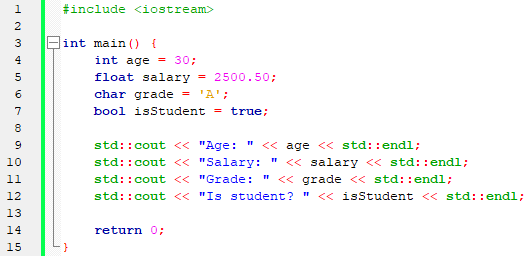 1 #include <iostream>
2
3 int main() {
4 int age = 30;
5 float salary = 2500.50;
6 char grade = 'A';
7 bool isStudent = true;
8
9 std::cout << "Age: " << age << std::endl;
10 std::cout << "Salary: " << salary << std::endl;
11 std::cout << "Grade: " << grade << std::endl;
12 std::cout << "Is student? " << isStudent << std::endl;
13
14 return 0;
15 }